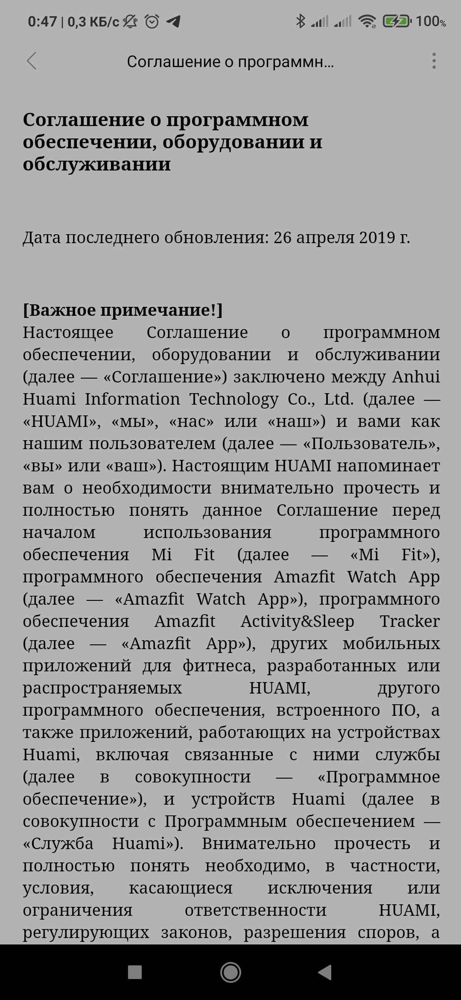 0:47 | 0,3 КБ/с 100%
Соглашение о программн...
Соглашение о программном
обеспечении, оборудовании и
обслуживании
Дата последнего обновления: 26 апреля 2019 г.
[Важное примечание!]
Настоящее Соглашение о программном
обеспечении, оборудовании и обслуживании
(далее — «Соглашение») заключено между Anhui
Huami Information Technology Co., Ltd. (далее —
«HUAMI», «мы», «нас» или «наш») и вами как
нашим пользователем (далее — «Пользователь»,
«вы» или «ваш»). Настоящим HUAMI напоминает
вам о необходимости внимательно прочесть и
полностью понять данное Соглашение перед
началом использования программного
обеспечения Mi Fit (далее — «Mi Fit»),
программного обеспечения Amazfit Watch App
(далее — «Amazfit Watch App»), программного
обеспечения Amazfit Activity&Sleep Tracker
(далее — «Amazfit App»), других мобильных
приложений для фитнеса, разработанных или
распространяемых HUAMI, другого
программного обеспечения, встроенного ПО, а
также приложений, работающих на устройствах
Huami, включая связанные с ними службы
(далее в совокупности — «Программное
обеспечение»), и устройств Huami (далее в
совокупности с Программным обеспечением —
«Служба Huami»). Внимательно прочесть и
полностью понять необходимо, в частности,
условия, касающиеся исключения или
ограничения ответственности HUAMI,
регулирующих законов, разрешения споров, а